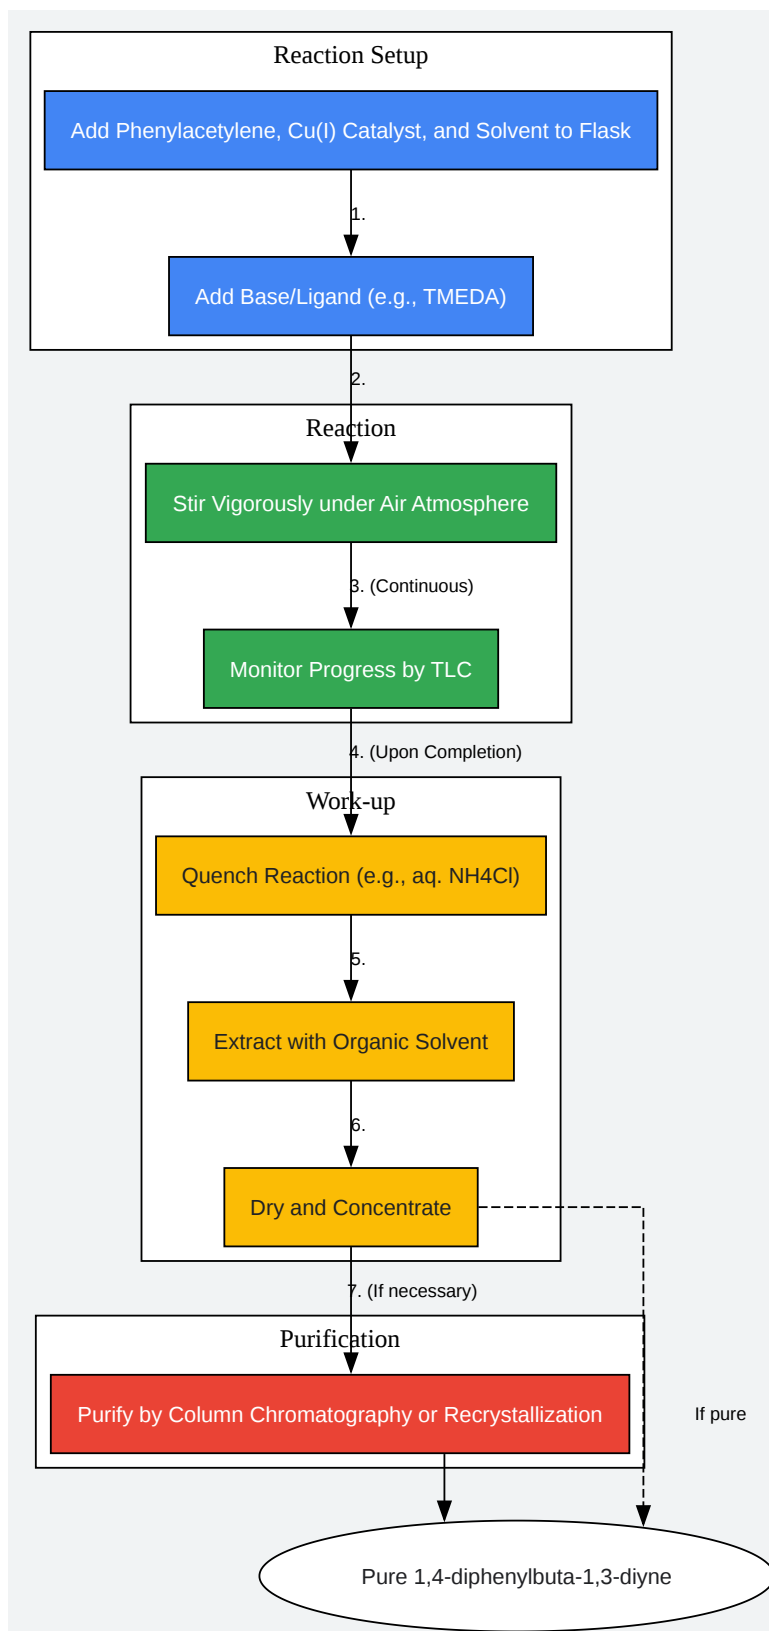 Reaction Setup
Add Phenylacetylene, Cu(I) Catalyst, and Solvent to Flask
1.
Add Base/Ligand (e.g., TMEDA)
2.
Reaction
Stir Vigorously under Air Atmosphere
3. (Continuous)
Monitor Progress by TLC
4. (Upon Completion)
Work-up
Quench Reaction (e.g., aq. NH4Cl)
5.
Extract with Organic Solvent
6.
Dry and Concentrate
7. (If necessary)
Purification
Purify by Column Chromatography or Recrystallization
If pure
Pure 1,4-diphenylbuta-1,3-diyne